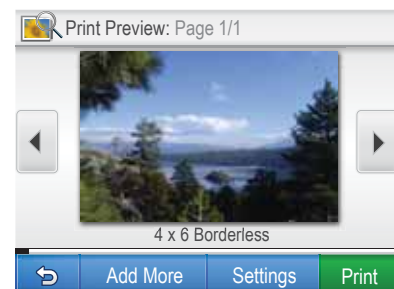 Print Preview: Page 1/1
4 x 6 Borderless
Add More Settings Print